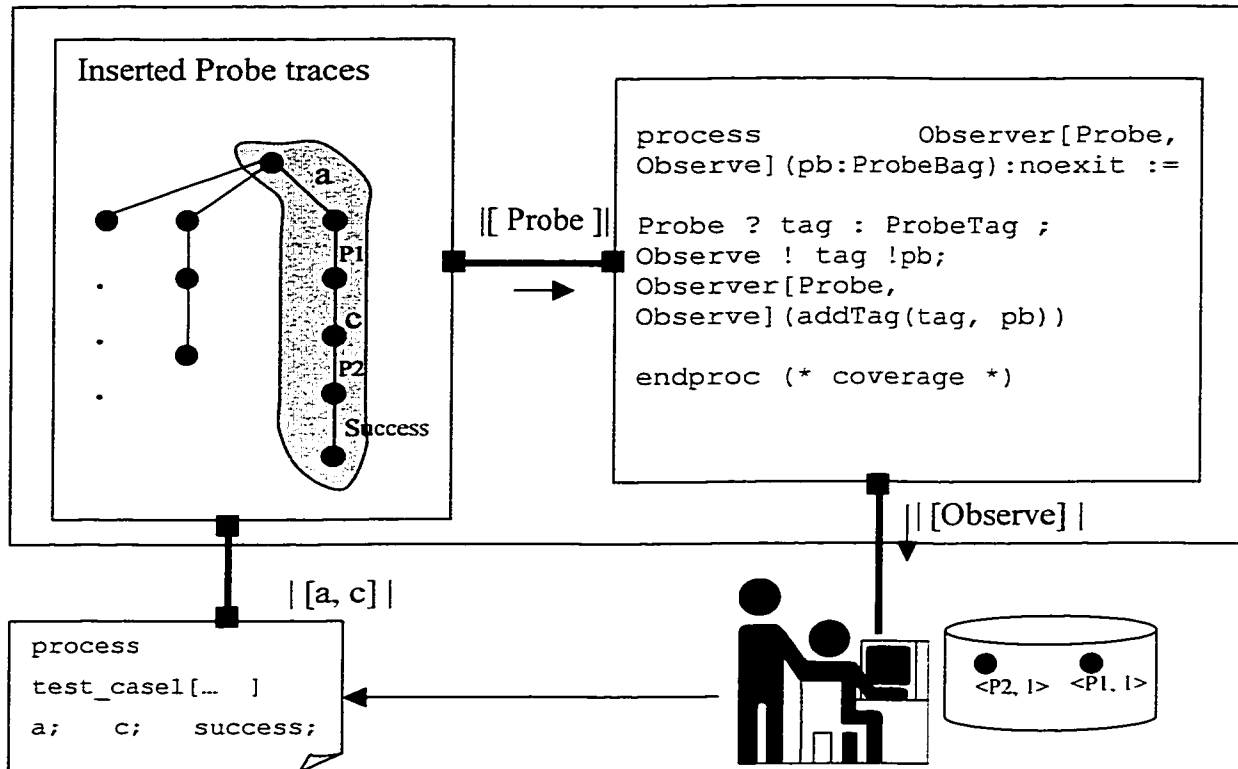 Inserted Probe traces
a
P1
c
P2
Success
|[ Probe ]|
process Observer[Probe,
Observe](pb:ProbeBag):noexit :=
Probe ? tag : ProbeTag ;
Observe ! tag !pb;
Observer[Probe,
Observe](addTag(tag, pb))
endproc (* coverage *)
| [Observe] |
| [a, c] |
process
test_case1[… ]
a; c; success;
<P2, 1> <P1, 1>